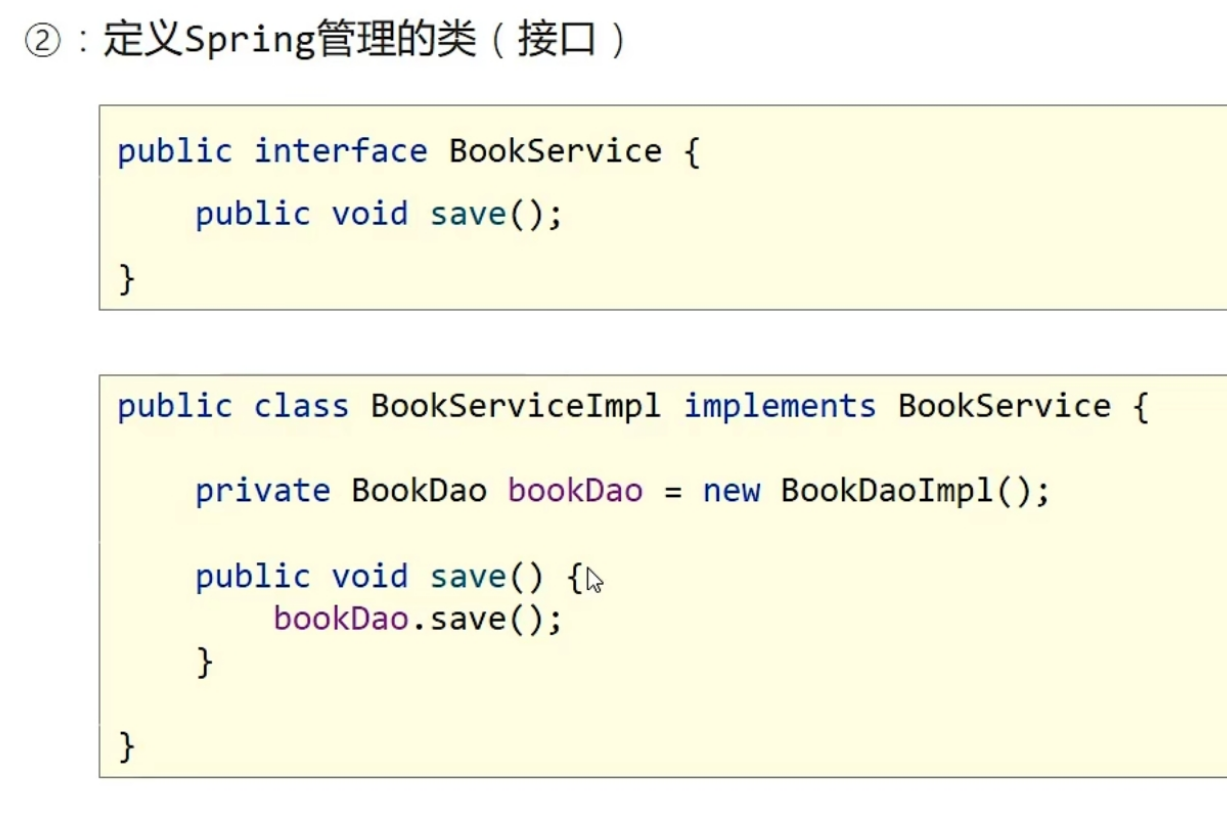 ②：定义Spring管理的类（接口）
public interface BookService {
    public void save();
}
public class BookServiceImpl implements BookService {
    private BookDao bookDao = new BookDaoImpl();
    public void save() {
        bookDao.save();
    }
}